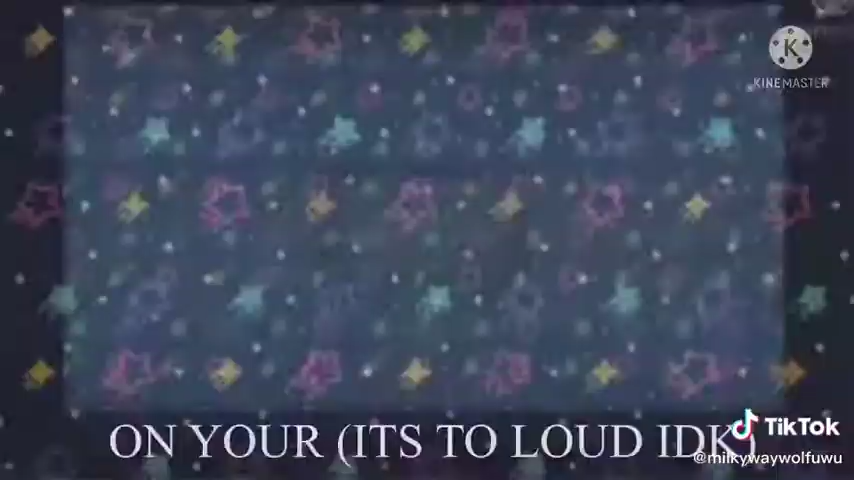 K
KINEMASTER
ON YOUR (ITS TO LOUD IDK)
TikTok
@milkywaywolfuwu